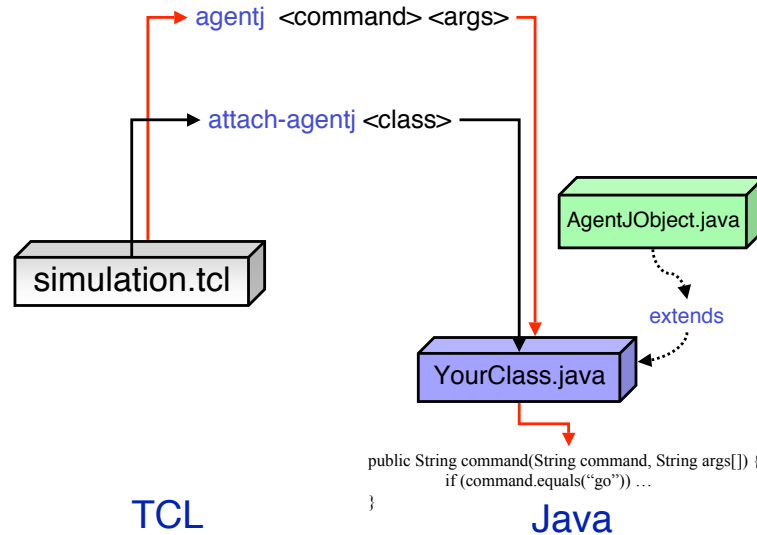 agentj <command> <args>
attach-agentj <class>
AgentJObject.java
simulation.tcl
extends
YourClass.java
public String command(String command, String args[]) {
if (command.equals(“go”)) …
}
TCL
Java